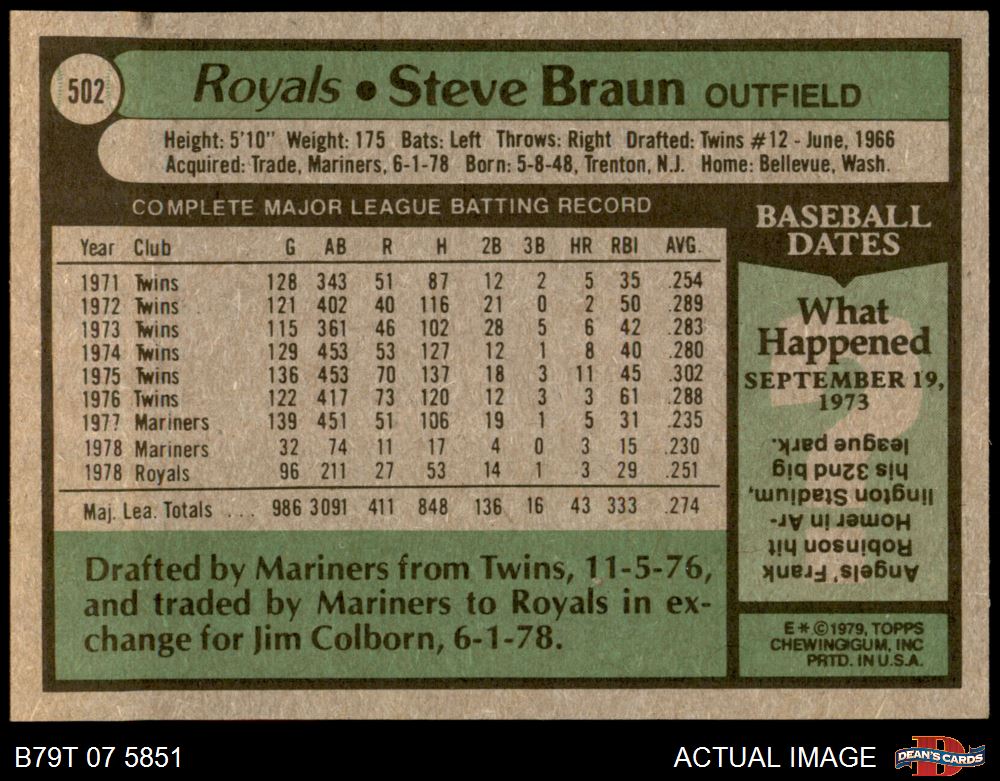 502
Royals • Steve Braun OUTFIELD
Height: 5'10" Weight: 175 Bats: Left Throws: Right Drafted: Twins #12 - June, 1966
Acquired: Trade, Mariners, 6-1-78 Born: 5-8-48, Trenton, N.J. Home: Bellevue, Wash.
COMPLETE MAJOR LEAGUE BATTING RECORD
Year Club G AB R H 2B 3B HR RBI AVG.
1971 Twins 128 343 51 87 12 2 5 35 .254
1972 Twins 121 402 40 116 21 0 2 50 .289
1973 Twins 115 361 46 102 28 5 6 42 .283
1974 Twins 129 453 53 127 12 1 8 40 .280
1975 Twins 136 453 70 137 18 3 11 45 .302
1976 Twins 122 417 73 120 12 3 3 61 .288
1977 Mariners 139 451 51 106 19 1 5 31 .235
1978 Mariners 32 74 11 17 4 0 3 15 .230
1978 Royals 96 211 27 53 14 1 3 29 .251
Maj. Lea. Totals ... 986 3091 411 848 136 16 43 333 .274
Drafted by Mariners from Twins, 11-5-76,
and traded by Mariners to Royals in ex-
change for Jim Colborn, 6-1-78.
BASEBALL
DATES
What
Happened
SEPTEMBER 19,
1973
Angels' Frank
Robinson hit
Homer in Ar-
lington Stadium,
his 32nd big
league park.
E * © 1979, TOPPS
CHEWING GUM, INC
PRTD. IN U.S.A.
B79T 07 5851
ACTUAL IMAGE
D
DEAN'S CARDS